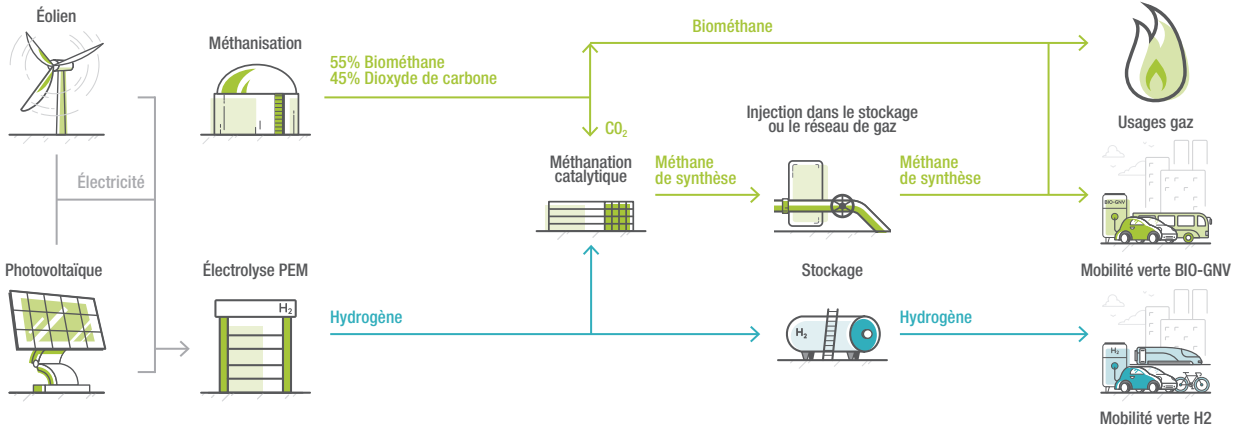 Éolien
Méthanisation
55% Biométhane
45% Dioxyde de carbone
Biométhane
CO₂
Injection dans le stockage
ou le réseau de gaz
Usages gaz
Électricité
Méthanation
catalytique
Méthane
de synthèse
Méthane
de synthèse
BIO-GNV
Photovoltaïque
Électrolyse PEM
Stockage
Mobilité verte BIO-GNV
H₂
Hydrogène
H₂
Hydrogène
H₂
Mobilité verte H2